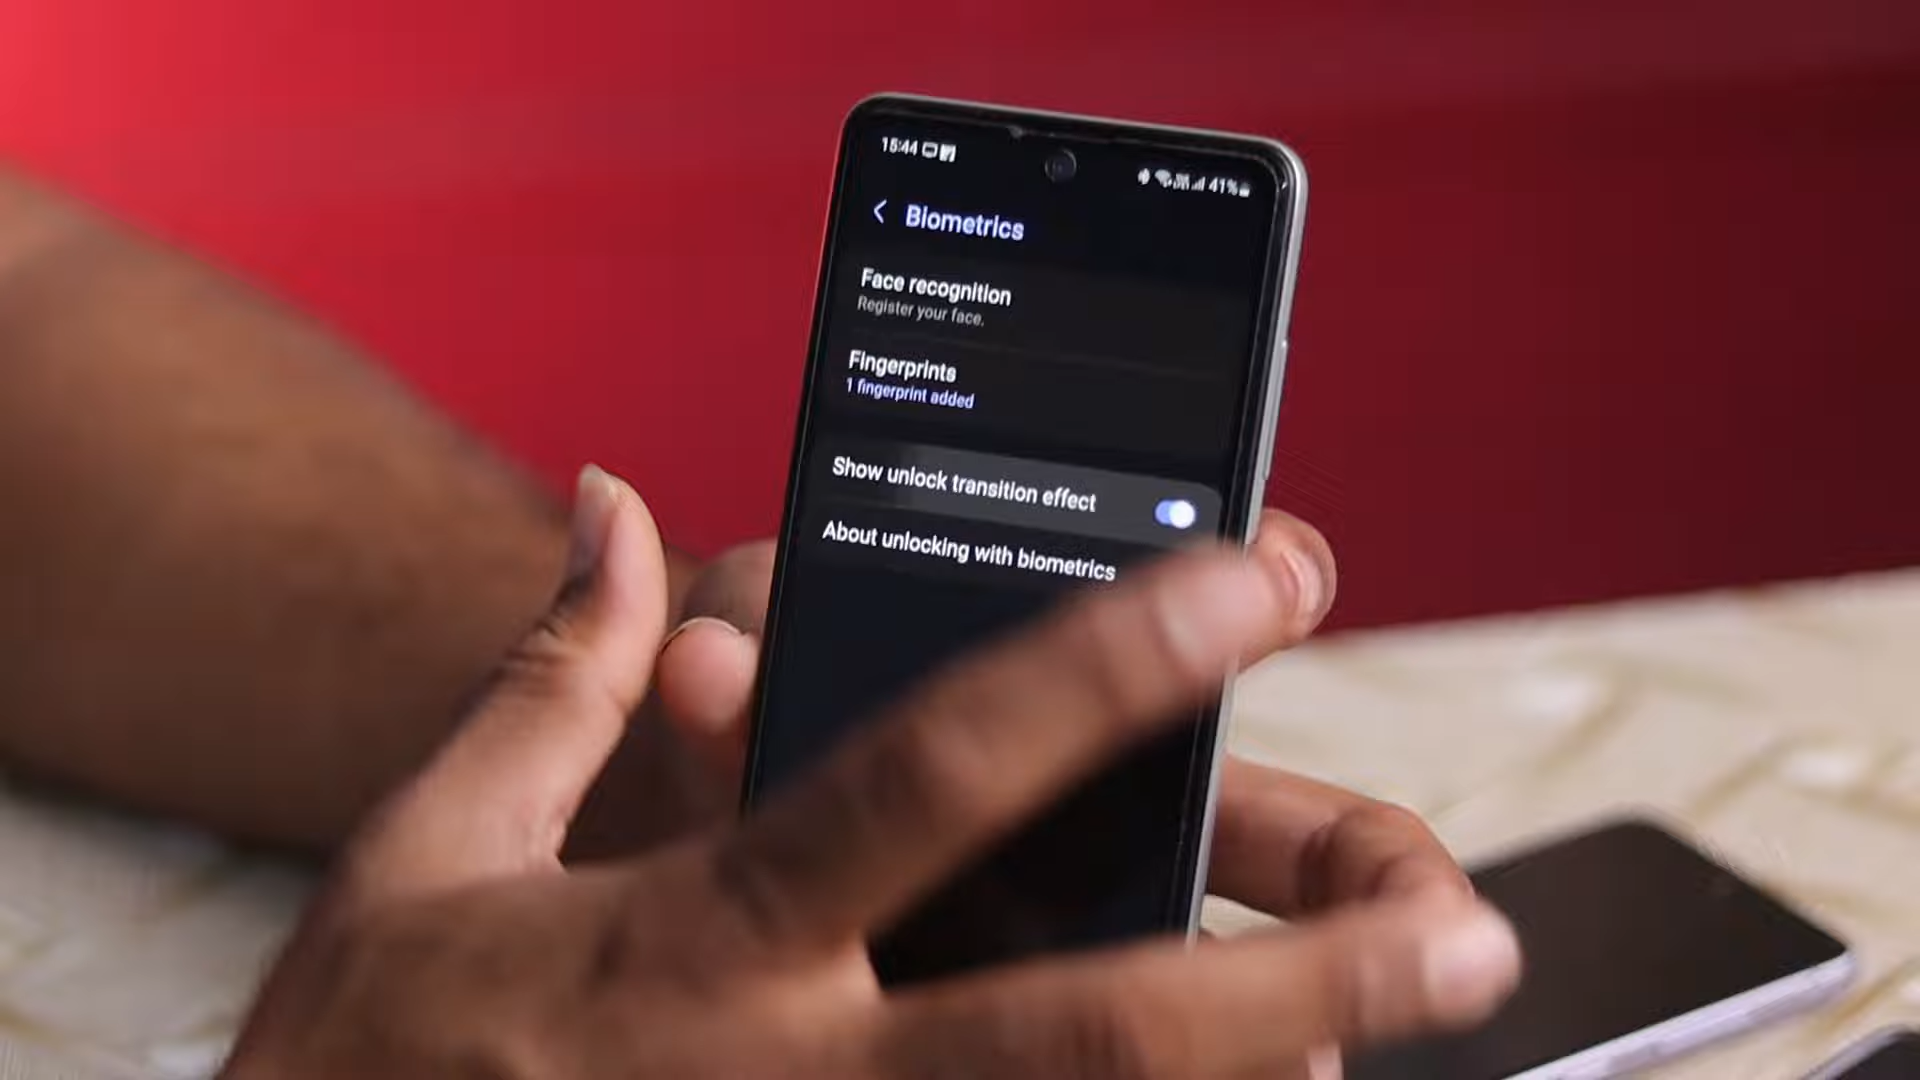 15:44
41%
Biometrics
Face recognition
Register your face.
Fingerprints
1 fingerprint added
Show unlock transition effect
About unlocking with biometrics